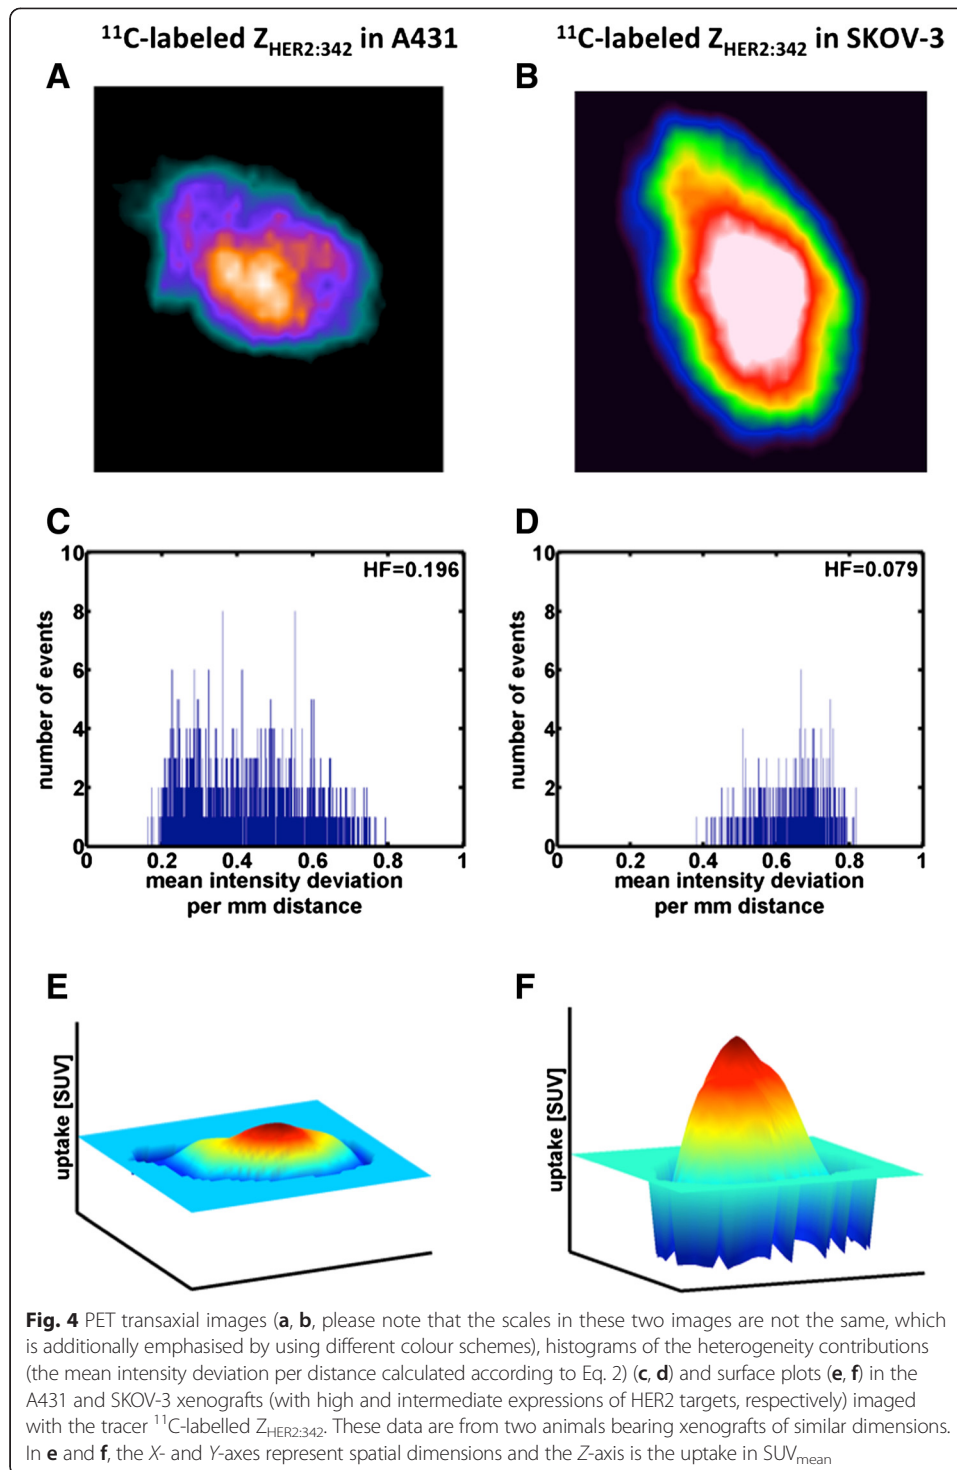 ¹¹C-labeled Z_HER2:342 in A431
¹¹C-labeled Z_HER2:342 in SKOV-3
A
B
C
10
8
6
4
2
0
number of events
HF=0.196
0 0.2 0.4 0.6 0.8 1
mean intensity deviation
per mm distance
D
10
8
6
4
2
0
number of events
HF=0.079
0 0.2 0.4 0.6 0.8 1
mean intensity deviation
per mm distance
E
uptake [SUV]
F
uptake [SUV]
Fig. 4 PET transaxial images (a, b, please note that the scales in these two images are not the same, which
is additionally emphasised by using different colour schemes), histograms of the heterogeneity contributions
(the mean intensity deviation per distance calculated according to Eq. 2) (c, d) and surface plots (e, f) in the
A431 and SKOV-3 xenografts (with high and intermediate expressions of HER2 targets, respectively) imaged
with the tracer ¹¹C-labelled Z_HER2:342. These data are from two animals bearing xenografts of similar dimensions.
In e and f, the X- and Y-axes represent spatial dimensions and the Z-axis is the uptake in SUV_mean